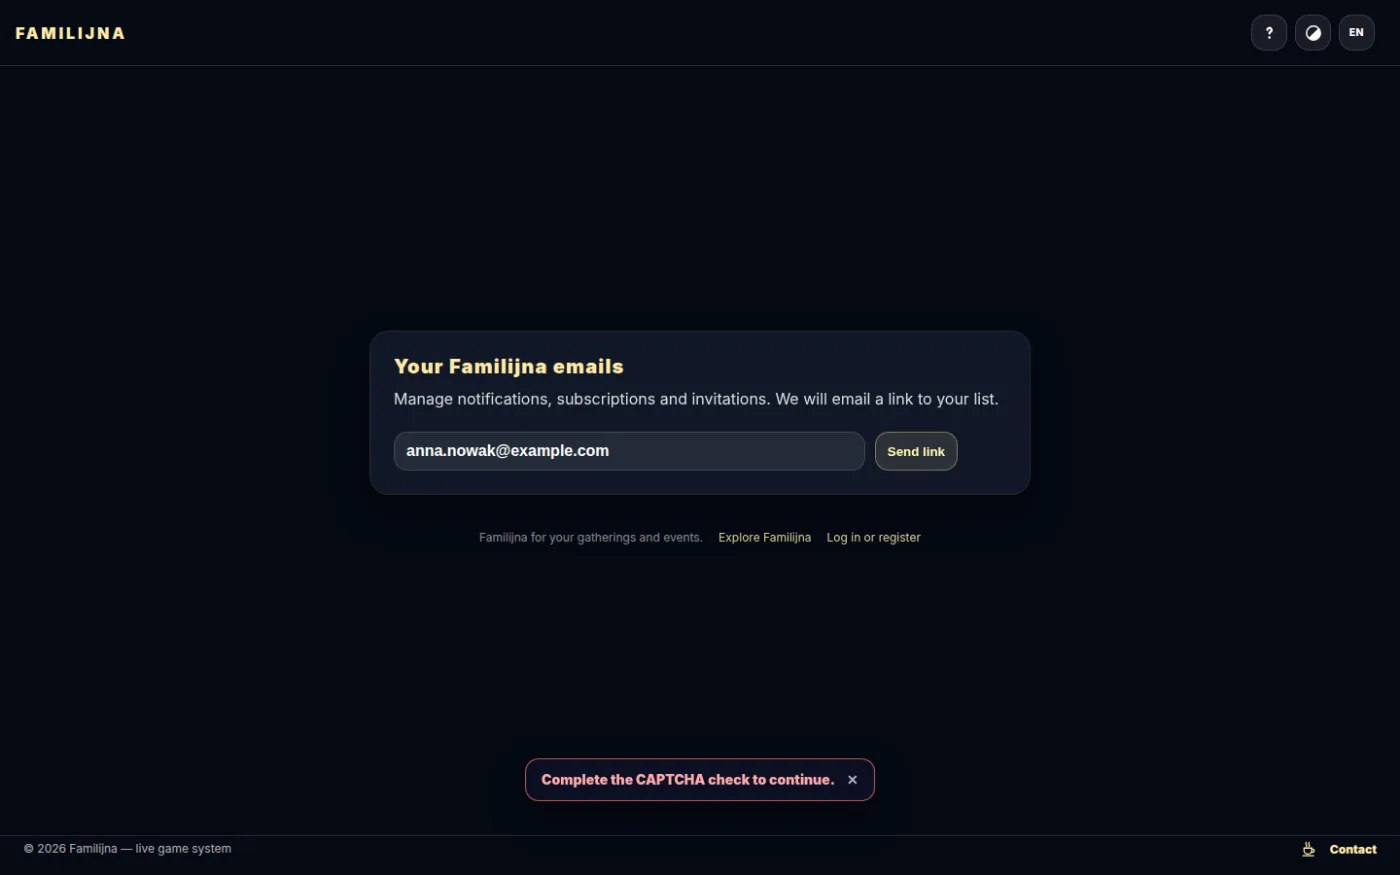 FAMILIJNA
?
EN
Your Familijna emails
Manage notifications, subscriptions and invitations. We will email a link to your list.
anna.nowak@example.com
Send link
Familijna for your gatherings and events. Explore Familijna Log in or register
Complete the CAPTCHA check to continue. ✕
© 2026 Familijna — live game system
Contact